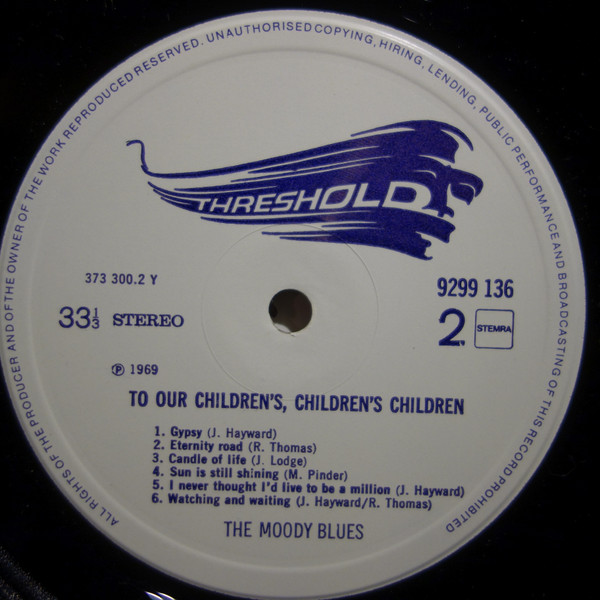 ALL RIGHTS OF THE PRODUCER AND OF THE OWNER OF THE WORK REPRODUCED RESERVED. UNAUTHORISED COPYING, HIRING, LENDING, PUBLIC PERFORMANCE AND BROADCASTING OF THIS RECORD PROHIBITED
THRESHOLD
373 300.2 Y
9299 136
33⅓ STEREO
2.
STEMRA
℗ 1969
TO OUR CHILDREN'S, CHILDREN'S CHILDREN
1. Gypsy (J. Hayward)
2. Eternity road (R. Thomas)
3. Candle of life (J. Lodge)
4. Sun is still shining (M. Pinder)
5. I never thought I'd live to be a million (J. Hayward)
6. Watching and waiting (J. Hayward/R. Thomas)
THE MOODY BLUES